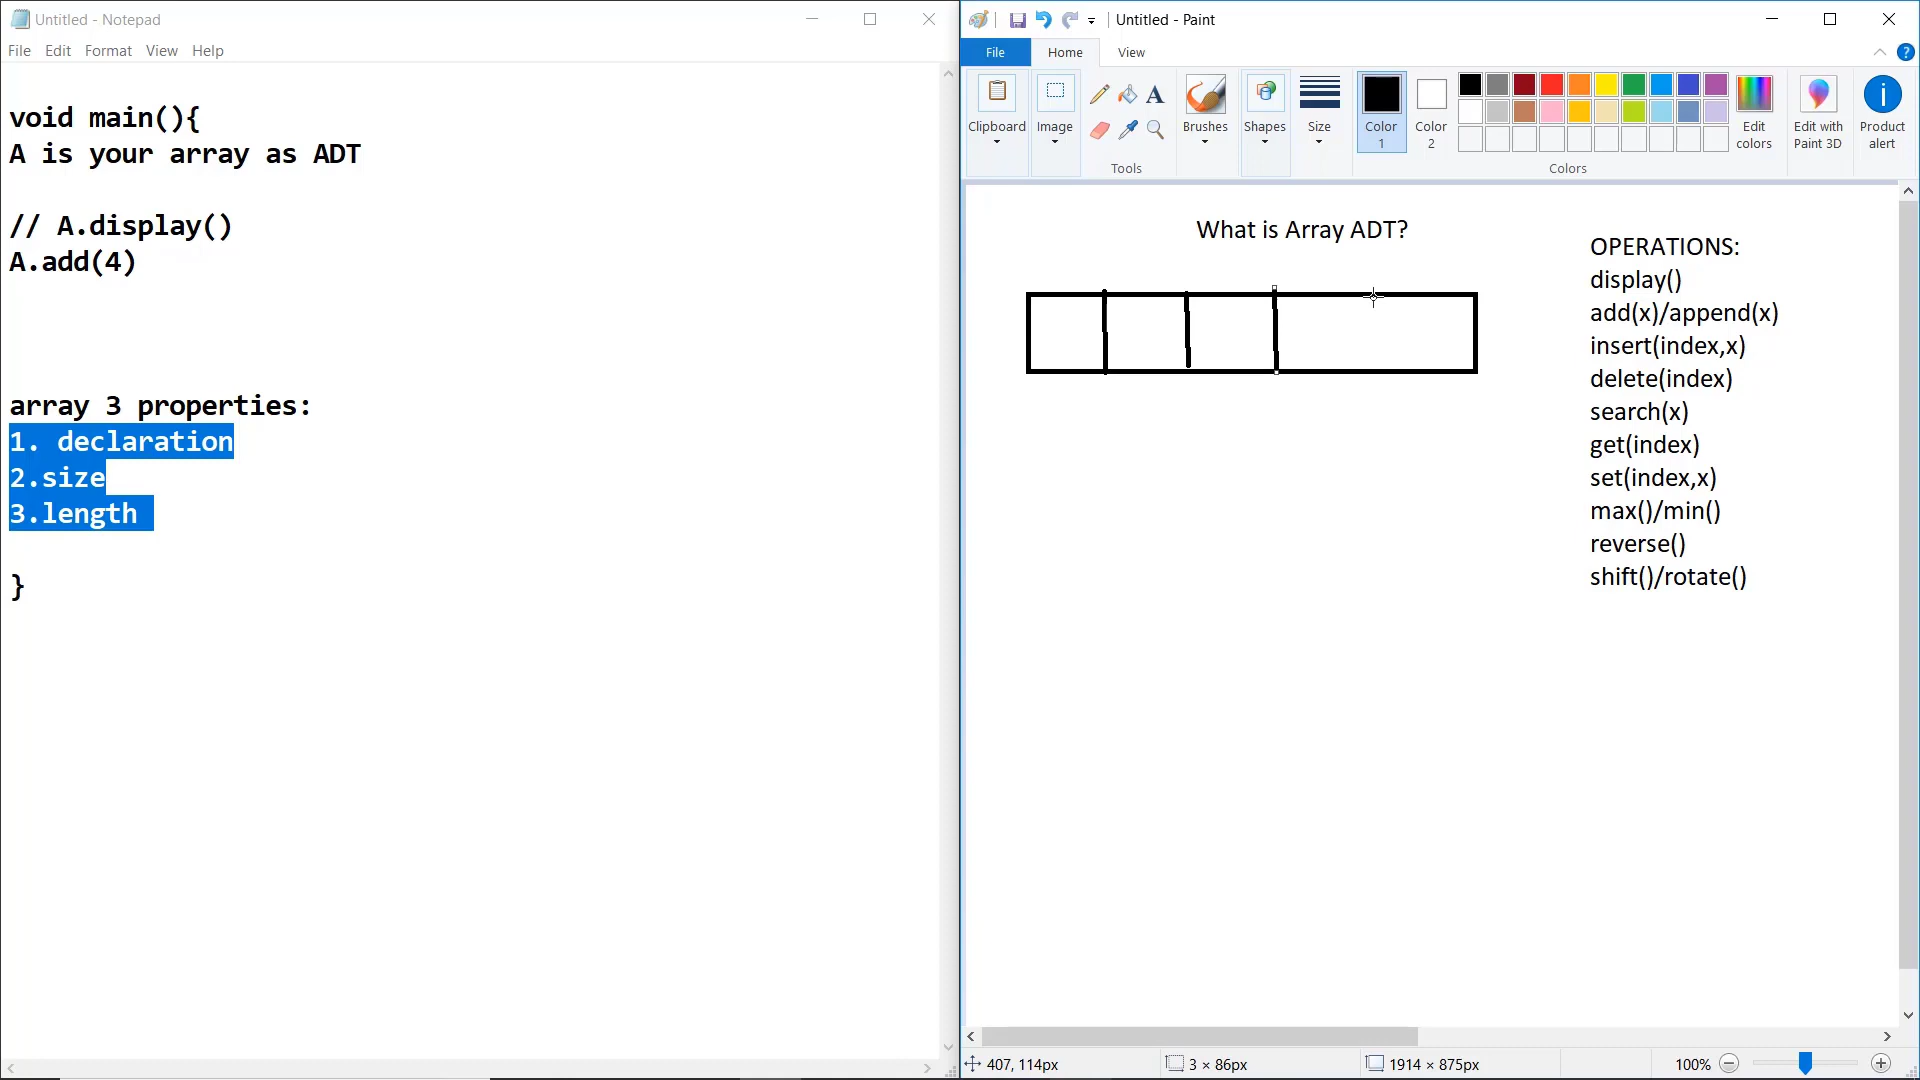 Untitled - Notepad
File Edit Format View Help
void main(){
A is your array as ADT
// A.display()
A.add(4)
array 3 properties:
1. declaration
2.size
3.length
}
Untitled - Paint
File Home View
Clipboard
Image
Tools
Brushes
Shapes
Size
Color 1
Color 2
Colors
Edit colors
Edit with Paint 3D
Product alert
What is Array ADT?
OPERATIONS:
display()
add(x)/append(x)
insert(index,x)
delete(index)
search(x)
get(index)
set(index,x)
max()/min()
reverse()
shift()/rotate()
407, 114px
3 × 86px
1914 × 875px
100%